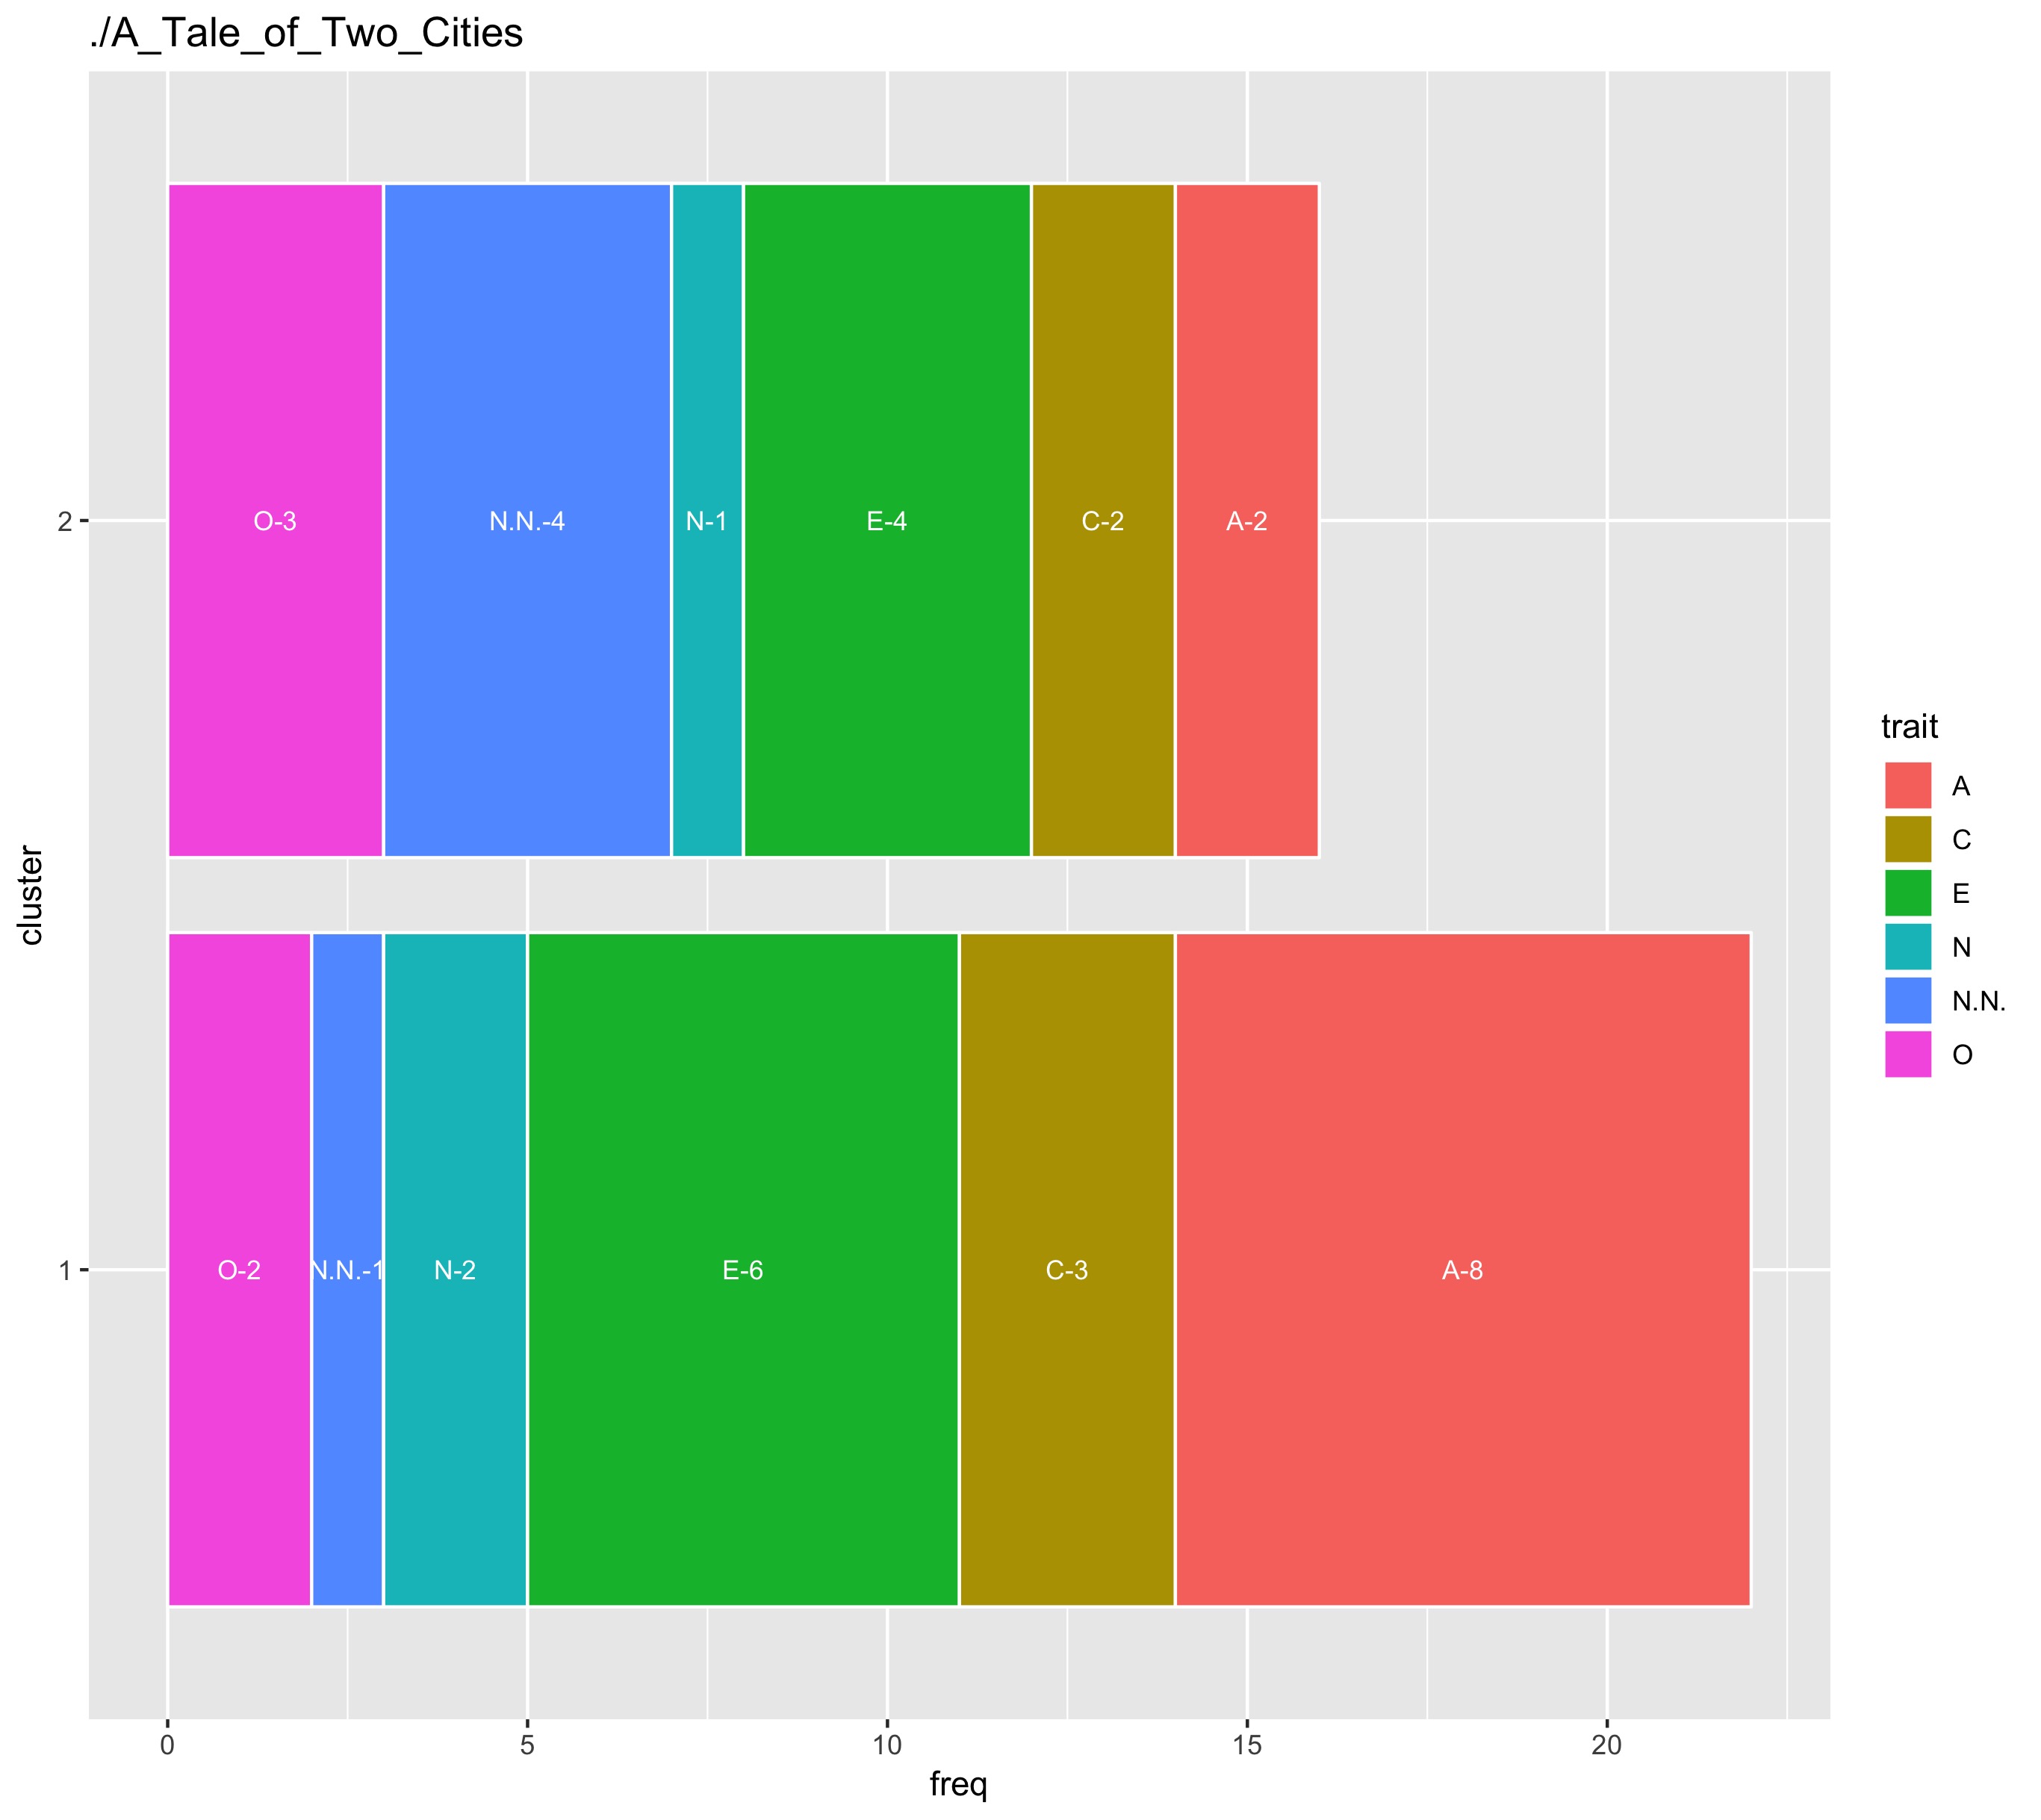 ./A_Tale_of_Two_Cities
2
O-3 N.N.-4 N-1 E-4 C-2 A-2
1
O-2 N.N.-1 N-2 E-6 C-3 A-8
cluster
0 5 10 15 20
freq
trait
A
C
E
N
N.N.
O